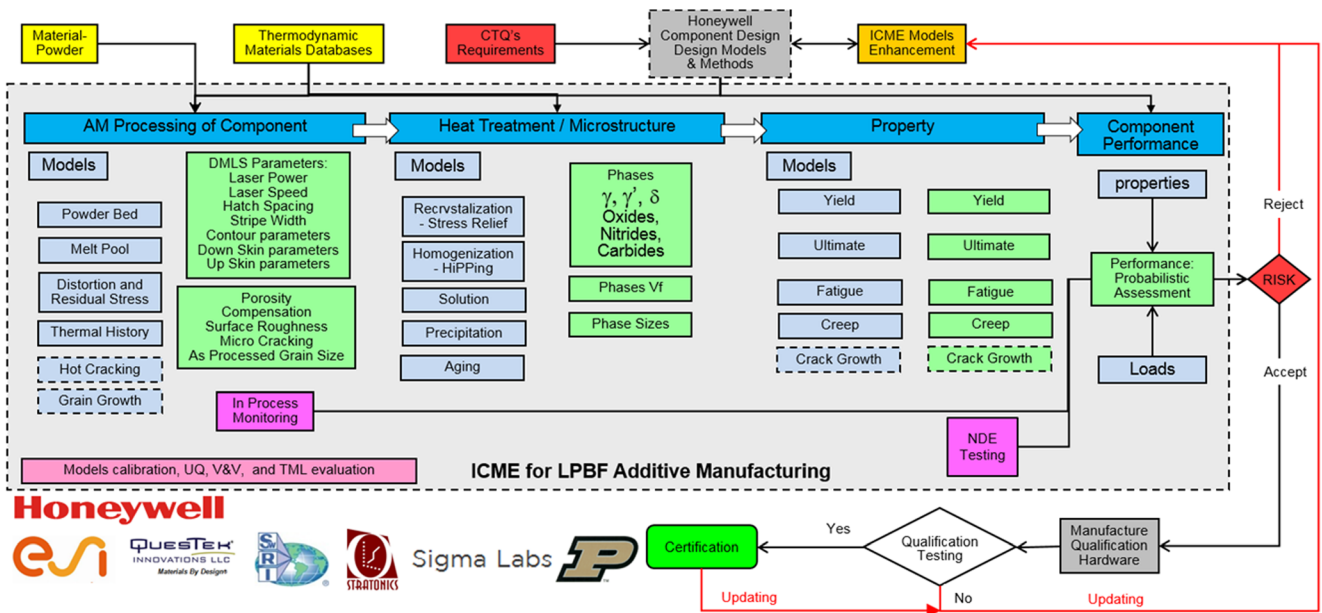 Material-
Powder
Thermodynamic
Materials Databases
CTQ's
Requirements
Honeywell
Component Design
Design Models
& Methods
ICME Models
Enhancement
AM Processing of Component
Heat Treatment / Microstructure
Property
Component
Performance
Models
Powder Bed
Melt Pool
Distortion and
Residual Stress
Thermal History
Hot Cracking
Grain Growth
DMLS Parameters:
Laser Power
Laser Speed
Hatch Spacing
Stripe Width
Contour parameters
Down Skin parameters
Up Skin parameters
Porosity
Compensation
Surface Roughness
Micro Cracking
As Processed Grain Size
In Process
Monitoring
Models
Recrvstalization
- Stress Relief
Homogenization
- HiPPing
Solution
Precipitation
Aging
Phases
γ, γ’, δ
Oxides,
Nitrides,
Carbides
Phases Vf
Phase Sizes
Models
Yield
Ultimate
Fatigue
Creep
Crack Growth
Yield
Ultimate
Fatigue
Creep
Crack Growth
NDE
Testing
properties
Performance:
Probabilistic
Assessment
Loads
Reject
RISK
Accept
Models calibration, UQ, V&V, and TML evaluation
ICME for LPBF Additive Manufacturing
Honeywell
esi
QUESTEK
INNOVATIONS LLC
Materials By Design®
SwRI
STRATONICS
Sigma Labs
P
Certification
Yes
Qualification
Testing
Manufacture
Qualification
Hardware
Updating
No
Updating